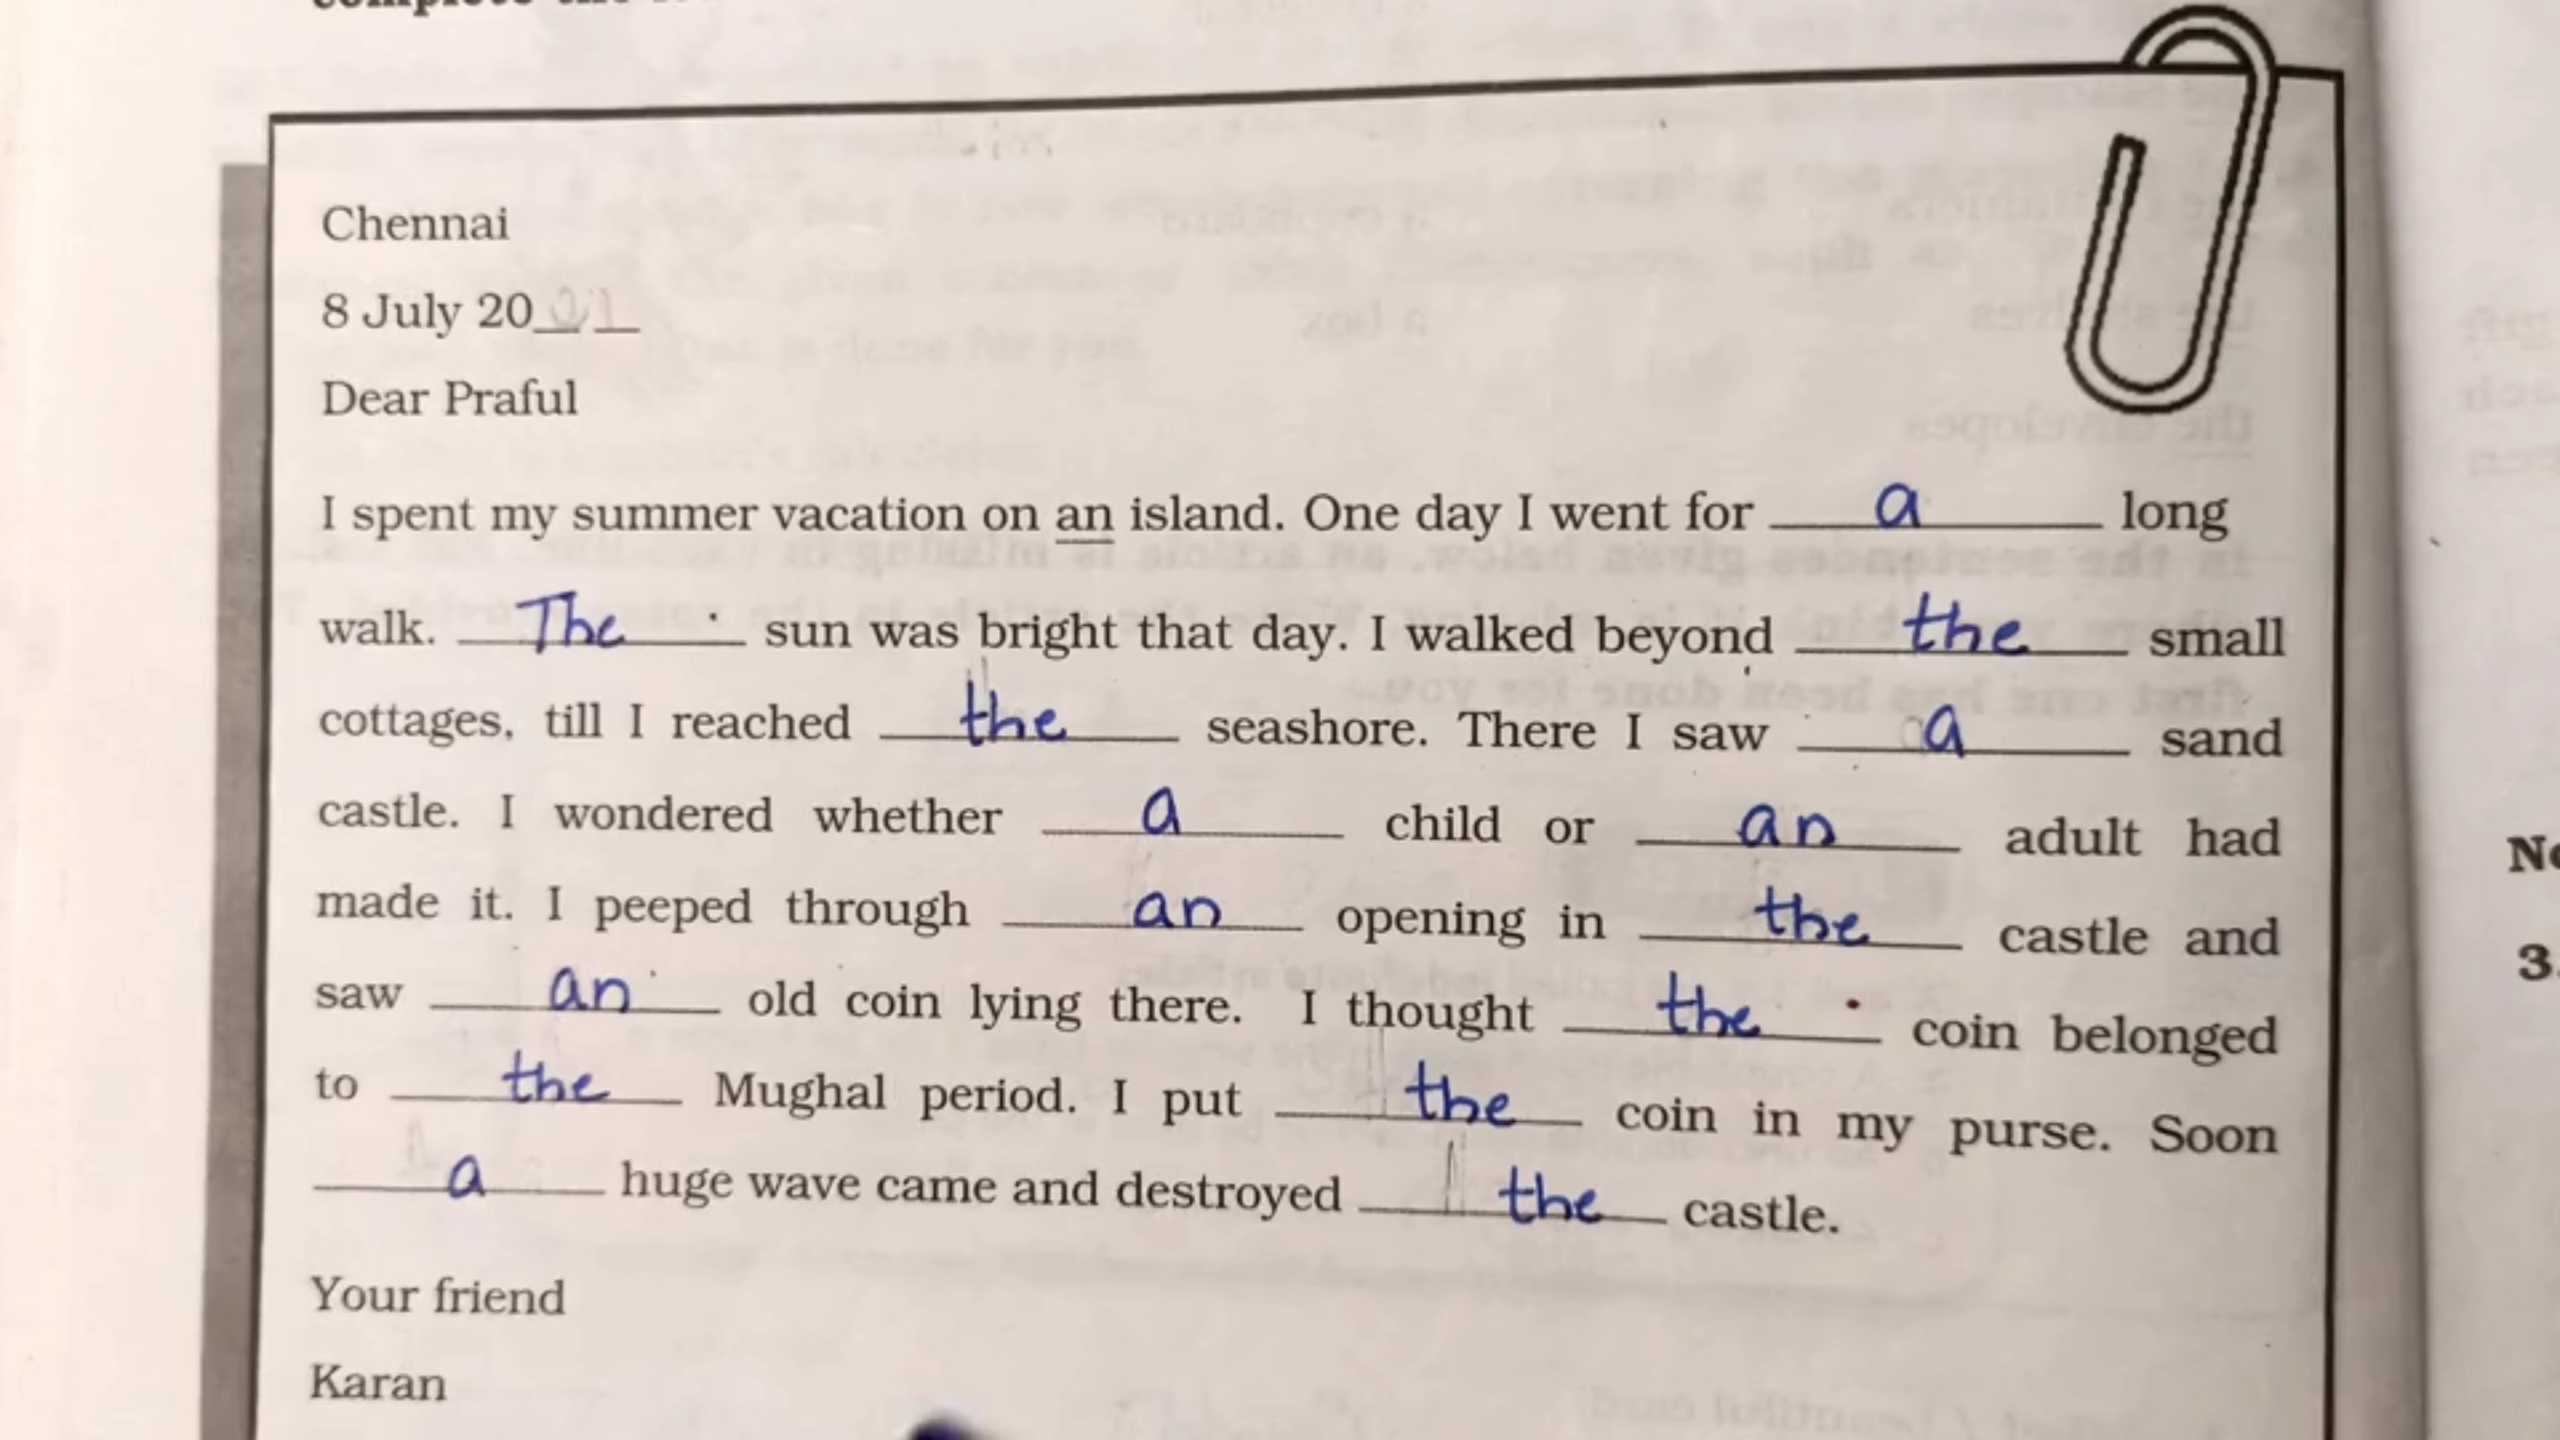 Chennai
8 July 20__
Dear Praful
I spent my summer vacation on an island. One day I went for a long
walk. The sun was bright that day. I walked beyond the small
cottages, till I reached the seashore. There I saw a sand
castle. I wondered whether a child or an adult had
made it. I peeped through an opening in the castle and
saw an old coin lying there. I thought the coin belonged
to the Mughal period. I put the coin in my purse. Soon
a huge wave came and destroyed the castle.
Your friend
Karan
3.